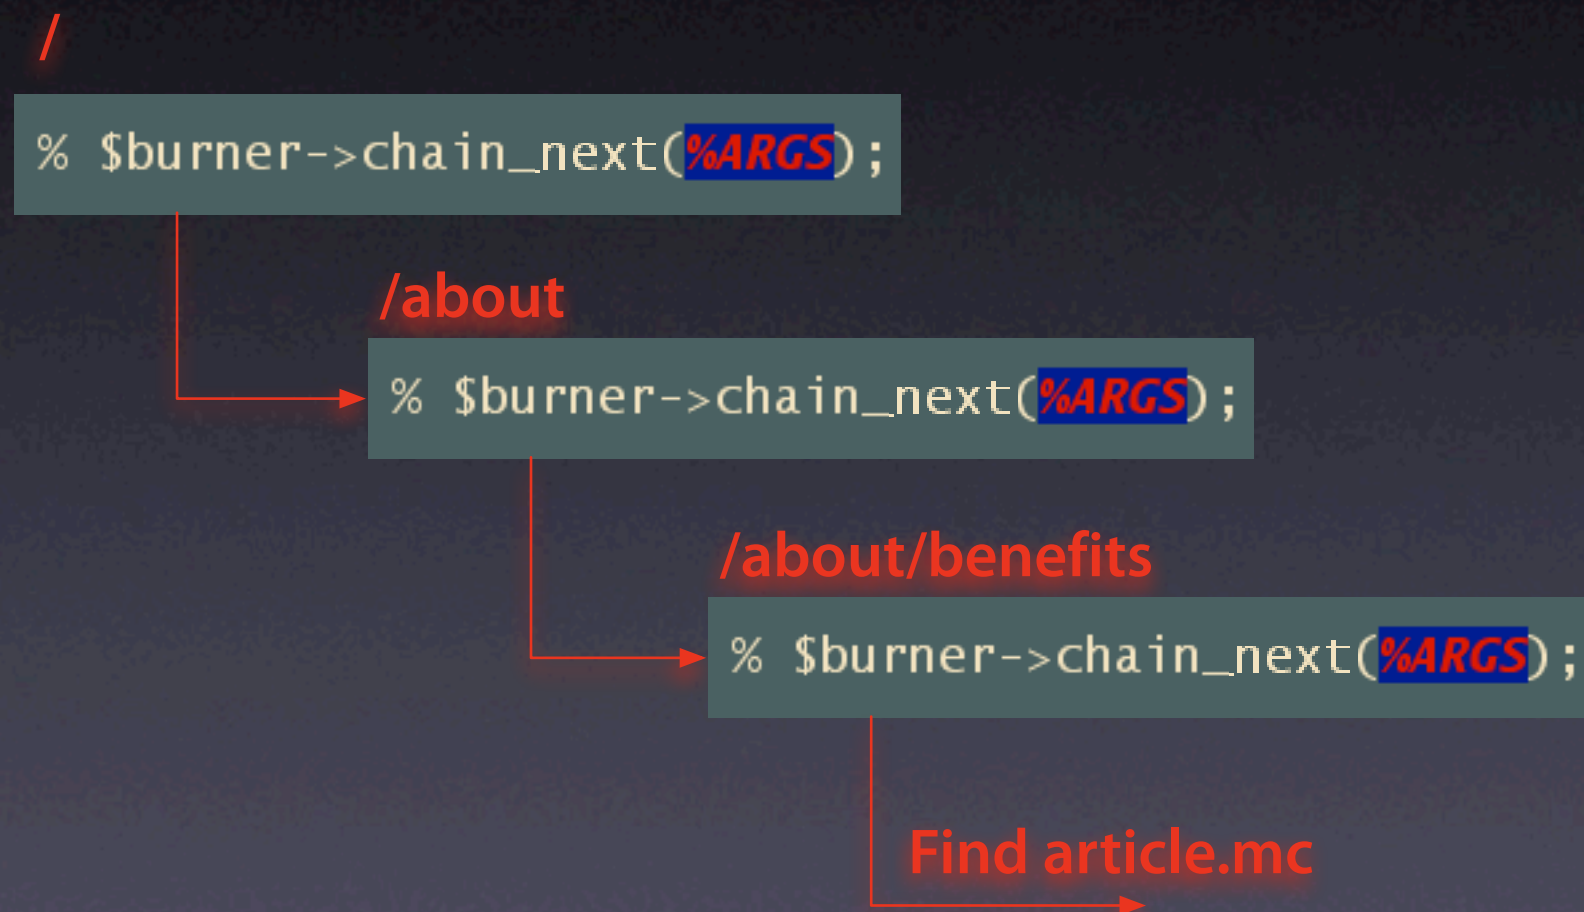 /
% $burner->chain_next(%ARGS);
/about
% $burner->chain_next(%ARGS);
/about/benefits
% $burner->chain_next(%ARGS);
Find article.mc